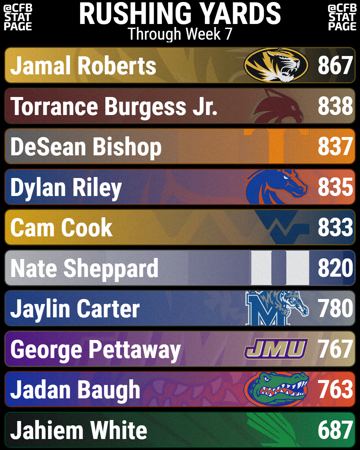 @CFB
STAT
PAGE
RUSHING YARDS
Through Week 7
@CFB
STAT
PAGE
Jamal Roberts 867
Torrance Burgess Jr. 838
DeSean Bishop T 837
Dylan Riley 835
Cam Cook WV 833
Nate Sheppard 820
Jaylin Carter M 780
George Pettaway JMU 767
Jadan Baugh 763
Jahiem White 687